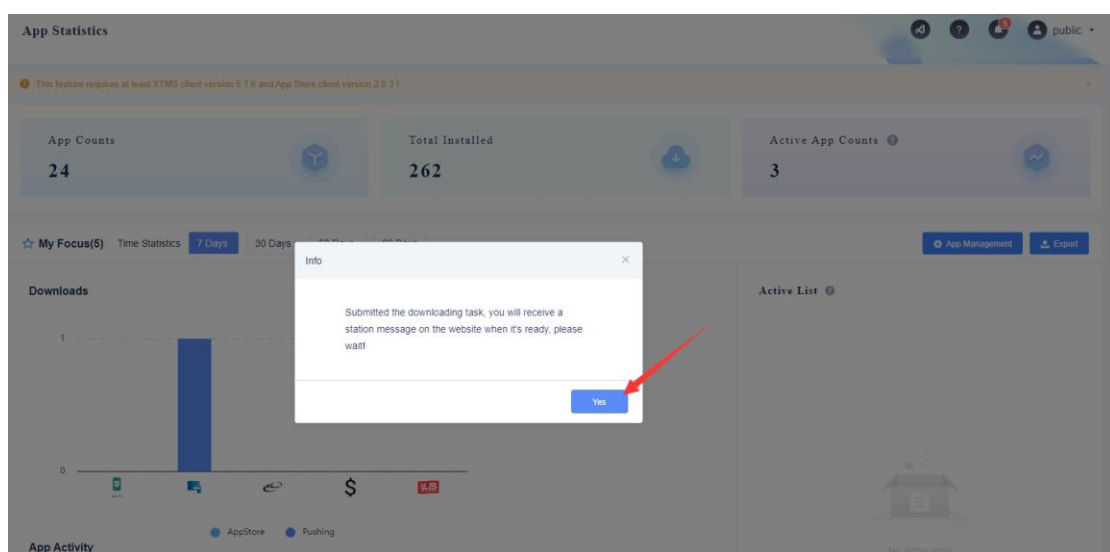 App Statistics
5
public
This feature requires at least XTMS client version 5.1.6 and App Store client version 2.8.3 !
App Counts
24
Total Installed
262
Active App Counts
3
My Focus(5) Time Statistics 7 Days 30 Days
App Management Export
Info
Submitted the downloading task, you will receive a
station message on the website when it's ready, please
wait!
Yes
Downloads
Active List
1
0
$
AppStore Pushing
App Activity